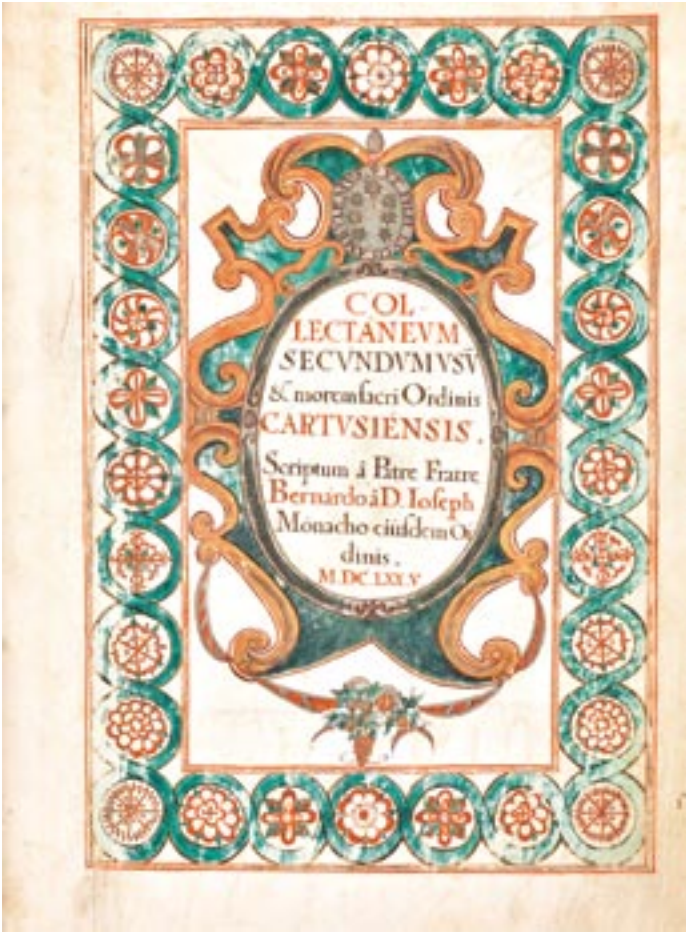 COL-
LECTANEVM
SECVNDVM VSV̄
& morem sacri Ordinis
CARTVSIENSIS.
Scriptum à Patre Fratre
Bernardo à D. Ioseph
Monacho eiusdem Or
dinis.
M.DC.LXX.V